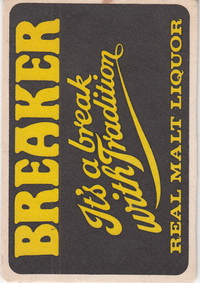 BREAKER
It's a break
with Tradition
REAL MALT LIQUOR